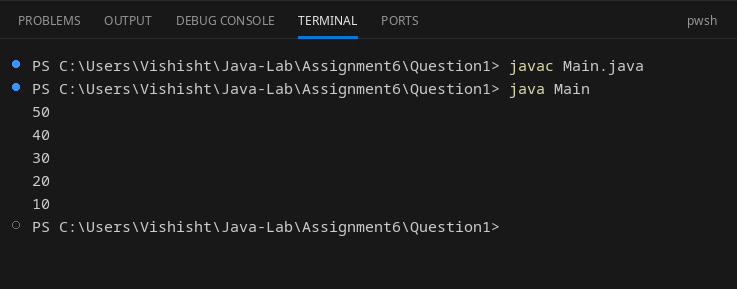 PROBLEMS OUTPUT DEBUG CONSOLE TERMINAL PORTS pwsh
PS C:\Users\Vishisht\Java-Lab\Assignment6\Question1> javac Main.java
PS C:\Users\Vishisht\Java-Lab\Assignment6\Question1> java Main
50
40
30
20
10
PS C:\Users\Vishisht\Java-Lab\Assignment6\Question1>